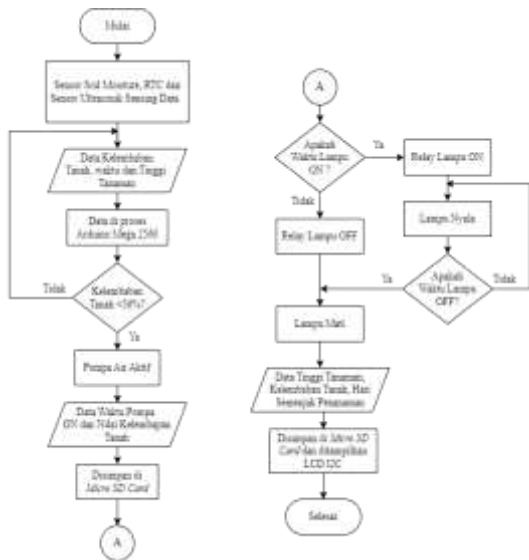 Mulai
Sensor Soil Moisture, RTC dan
Sensor Ultrasonik Sensing Data
Data Kelembaban
Tanah, waktu dan Tinggi
Tanaman
Data di proses
Arduino Mega 2560
Kelembaban
Tanah
Tidak
Ya
Pompa Air Aktif
Data Waktu Pompa
ON dan Nilai Kelembapan
Tanah
Disimpan di
Micro SD Card
A
A
Apakah
Waktu Lampu
ON ?
Ya
Relay Lampu ON
Tidak
Relay Lampu OFF
Lampu Nyala
Apakah
Waktu Lampu
OFF?
Tidak
Ya
Lampu Mati
Data Tinggi Tanaman,
Kelembaban Tanah, Hari
Semenjak Penanaman
Disimpan di Micro SD
Card dan ditampilkan
LCD I2C
Selesai